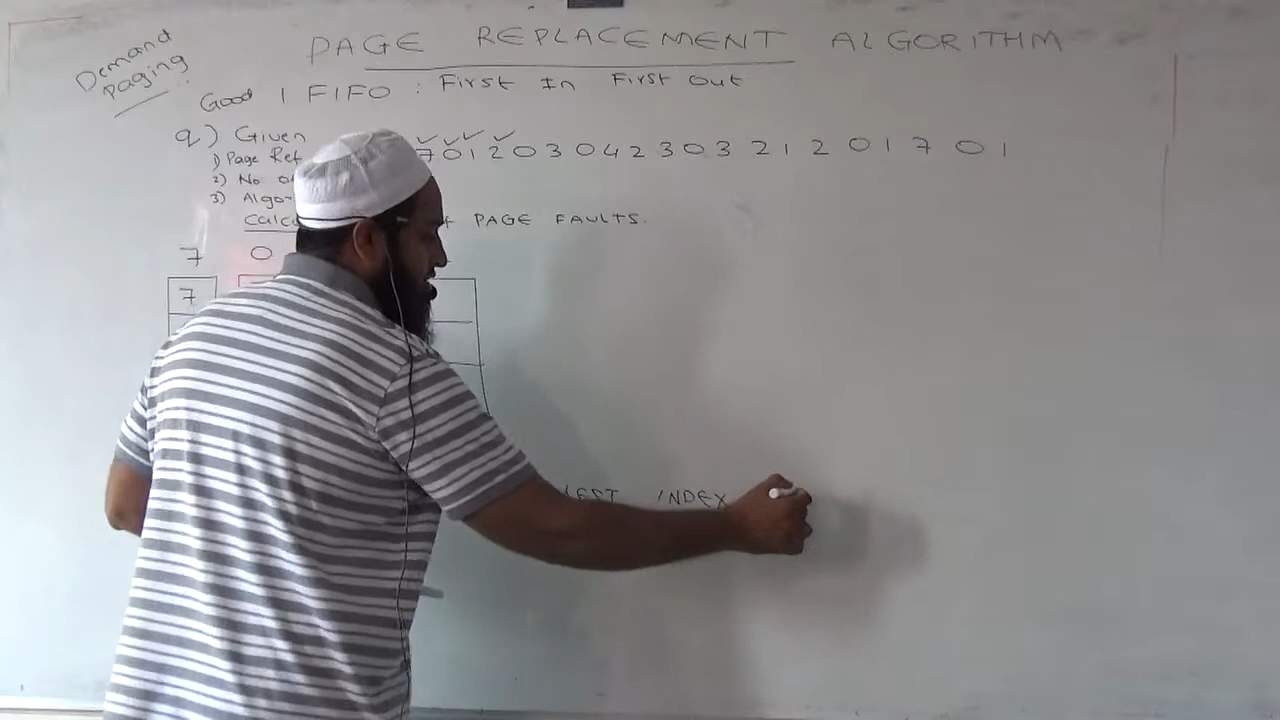 PAGE REPLACEMENT ALGORITHM
Demand
paging
Good | FIFO : First In First Out
Q) Given
1) Page Ref 7 0 1 2 0 3 0 4 2 3 0 3 2 1 2 0 1 7 0 1
2) No
3) Algo
PAGE FAULTS.
7 0
7
INDEX